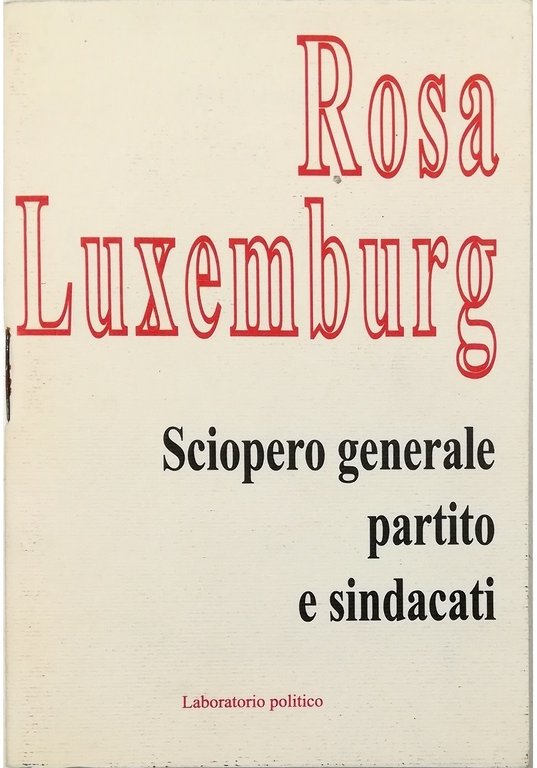 Rosa
Luxemburg
Sciopero generale
partito
e sindacati
Laboratorio politico